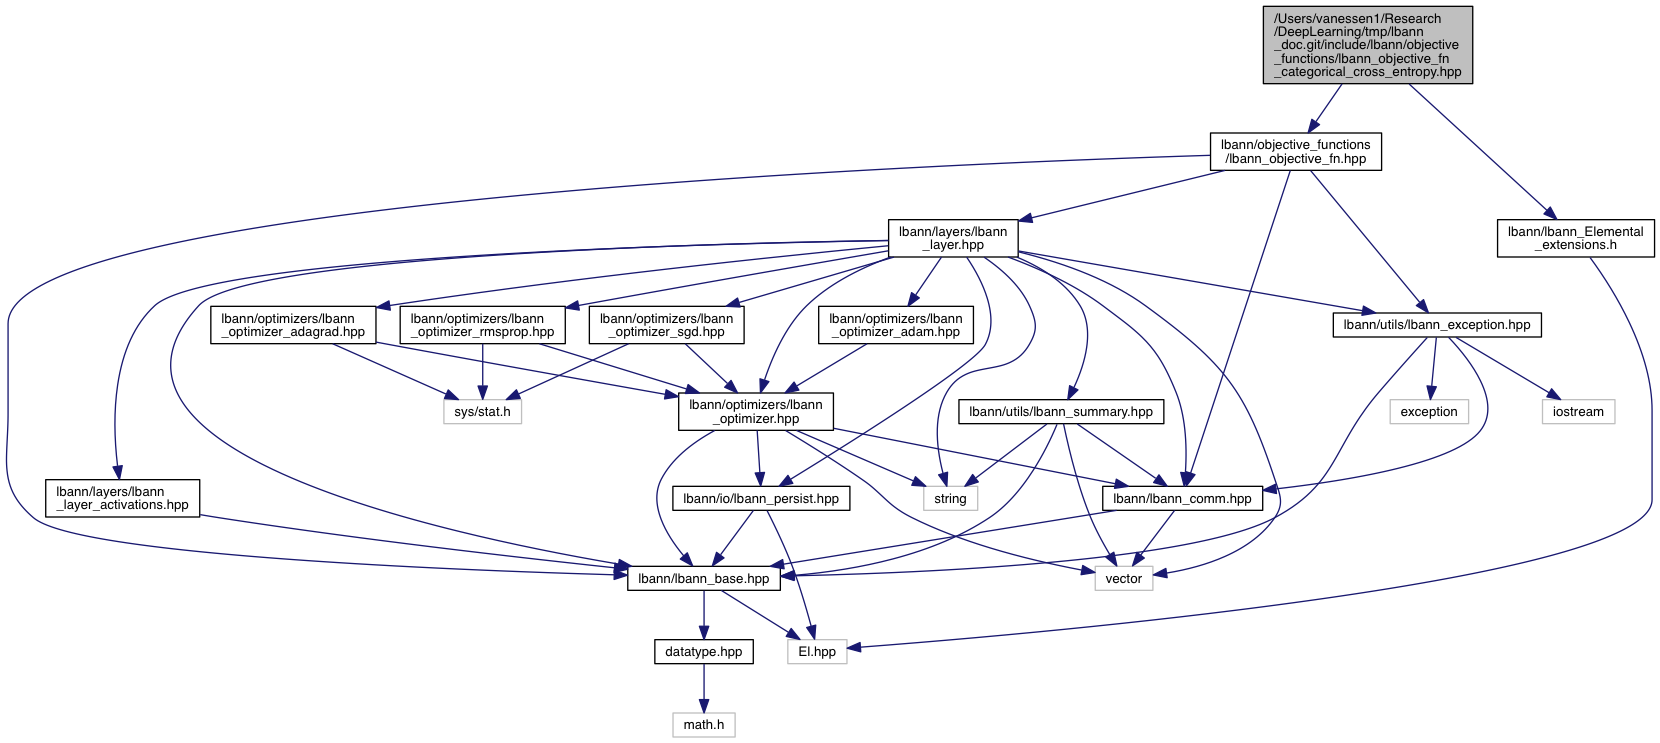 /Users/vanessen1/Research
/DeepLearning/tmp/lbann
_doc.git/include/lbann/objective
_functions/lbann_objective_fn
_categorical_cross_entropy.hpp
lbann/objective_functions
/lbann_objective_fn.hpp
lbann/layers/lbann
_layer.hpp
lbann/lbann_Elemental
_extensions.h
lbann/optimizers/lbann
_optimizer_adagrad.hpp
lbann/optimizers/lbann
_optimizer_rmsprop.hpp
lbann/optimizers/lbann
_optimizer_sgd.hpp
lbann/optimizers/lbann
_optimizer_adam.hpp
lbann/utils/lbann_exception.hpp
sys/stat.h
lbann/optimizers/lbann
_optimizer.hpp
lbann/utils/lbann_summary.hpp
exception
iostream
lbann/layers/lbann
_layer_activations.hpp
lbann/io/lbann_persist.hpp
string
lbann/lbann_comm.hpp
lbann/lbann_base.hpp
vector
datatype.hpp
El.hpp
math.h